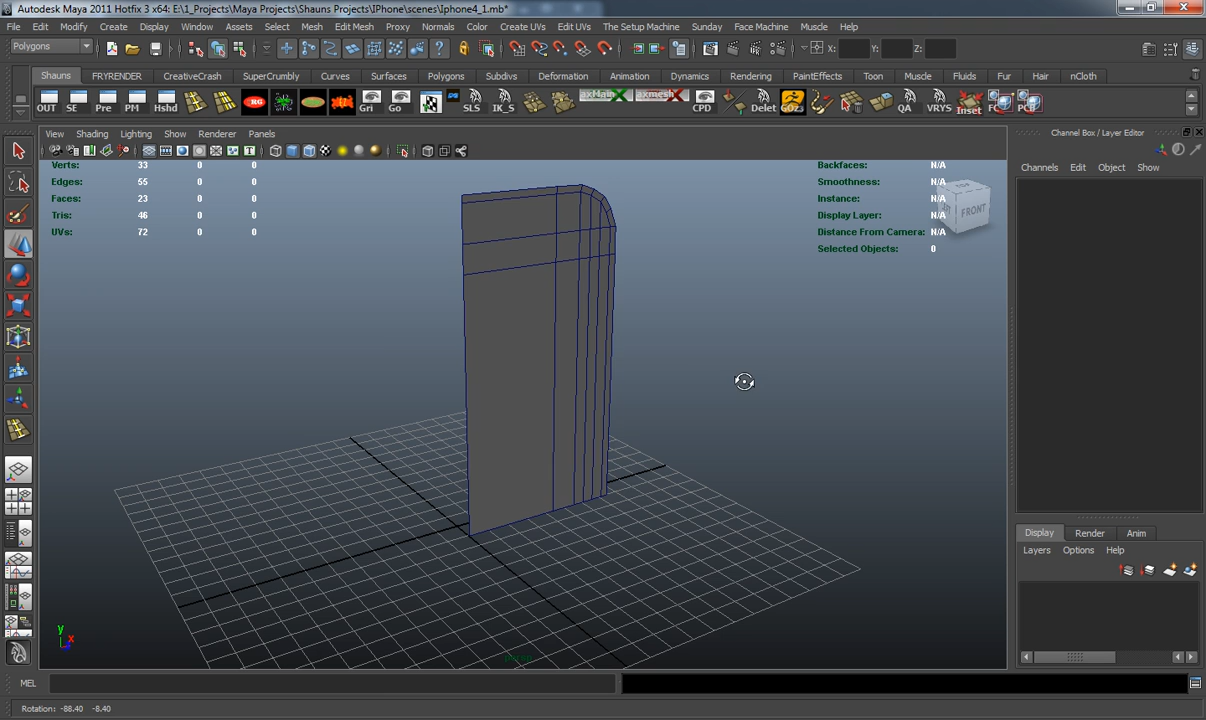 Autodesk Maya 2011 Hotfix 3 x64: E:\1_Projects\Maya Projects\Shauns Projects\IPhone\scenes\Iphone4_1.mb*
File Edit Modify Create Display Window Assets Select Mesh Edit Mesh Proxy Normals Color Create UVs Edit UVs The Setup Machine Sunday Face Machine Muscle Help
Polygons X: Y: Z:
Shauns FRYRENDER CreativeCrash SuperCrumbly Curves Surfaces Polygons Subdivs Deformation Animation Dynamics Rendering PaintEffects Toon Muscle Fluids Fur Hair nCloth
OUT SE Pre PM Hshd Gri Go SLS IK_S axMain axmesh CPD Delet GOz3 QA VRYS Inset
View Shading Lighting Show Renderer Panels
Channel Box / Layer Editor
Channels Edit Object Show
Verts: 33 0 0
Edges: 55 0 0
Faces: 23 0 0
Tris: 46 0 0
UVs: 72 0 0
Backfaces: N/A
Smoothness: N/A
Instance: N/A
Display Layer: N/A
Distance From Camera: N/A
Selected Objects: 0
FRONT
y
x
persp
Display Render Anim
Layers Options Help
MEL
Rotation: -88.40 -8.40